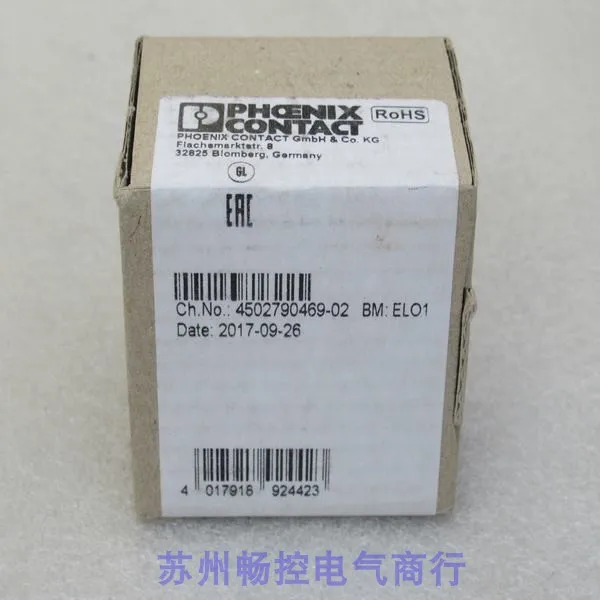 PHŒNIX
CONTACT
RoHS
PHOENIX CONTACT GmbH & Co. KG
Flachsmarktstr. 8
32825 Blomberg, Germany
GL
EAC
Ch.No.: 4502790469-02 BM: ELO1
Date: 2017-09-26
4 017918 924423
苏州畅控电气商行